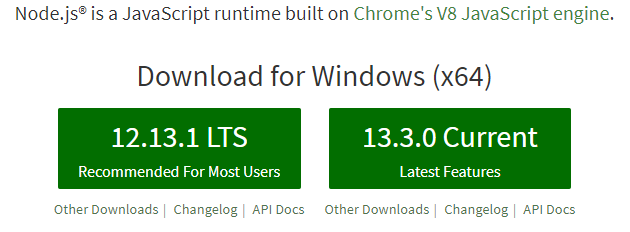 Node.js® is a JavaScript runtime built on Chrome's V8 JavaScript engine.
Download for Windows (x64)
12.13.1 LTS
Recommended For Most Users
13.3.0 Current
Latest Features
Other Downloads | Changelog | API Docs
Other Downloads | Changelog | API Docs